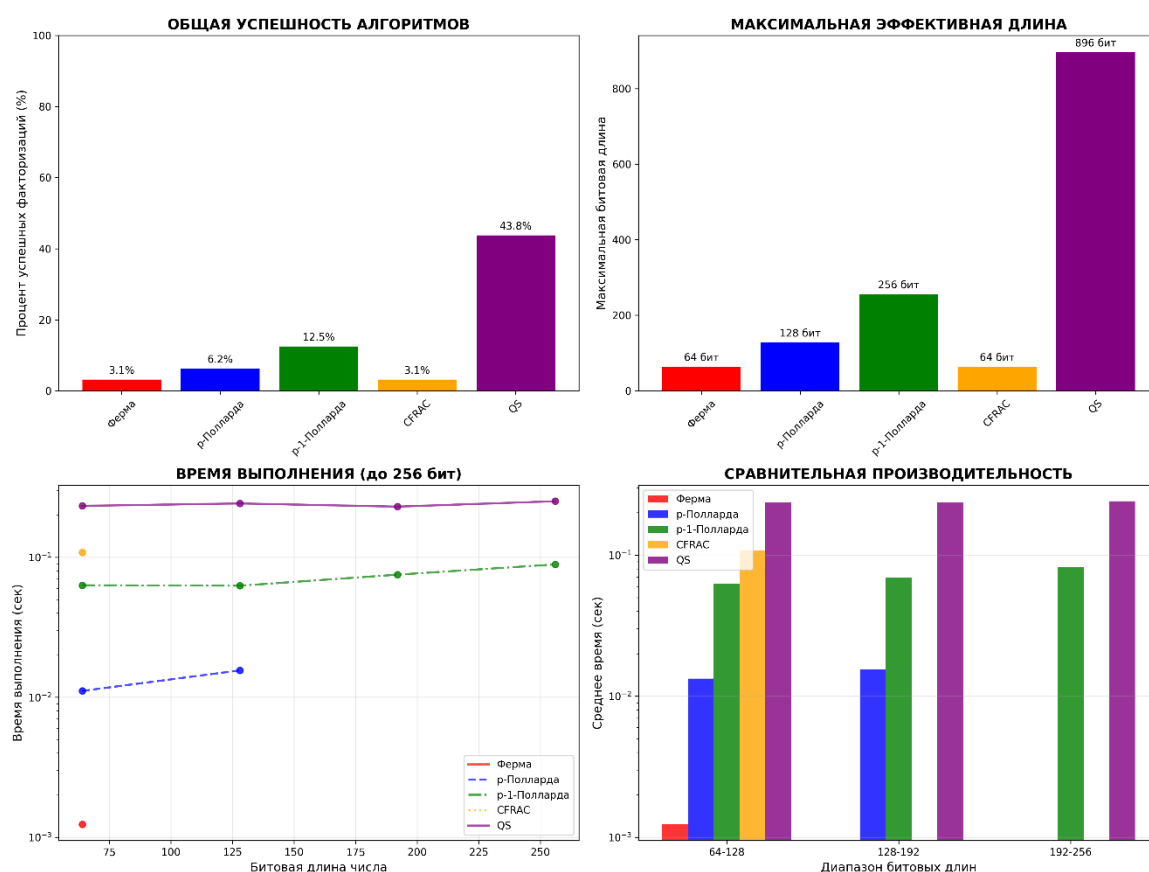 ОБЩАЯ УСПЕШНОСТЬ АЛГОРИТМОВ
Процент успешных факторизаций (%)
100
80
60
40
20
0
3.1%
6.2%
12.5%
3.1%
43.8%
Ферма
р-Полларда
р-1-Полларда
CFRAC
QS
МАКСИМАЛЬНАЯ ЭФФЕКТИВНАЯ ДЛИНА
Максимальная битовая длина
800
600
400
200
0
64 бит
128 бит
256 бит
64 бит
896 бит
Ферма
р-Полларда
р-1-Полларда
CFRAC
QS
ВРЕМЯ ВЫПОЛНЕНИЯ (до 256 бит)
Время выполнения (сек)
10⁻¹
10⁻²
10⁻³
Ферма
р-Полларда
р-1-Полларда
CFRAC
QS
75 100 125 150 175 200 225 250
Битовая длина числа
СРАВНИТЕЛЬНАЯ ПРОИЗВОДИТЕЛЬНОСТЬ
Среднее время (сек)
10⁻¹
10⁻²
10⁻³
Ферма
р-Полларда
р-1-Полларда
CFRAC
QS
64-128 128-192 192-256
Диапазон битовых длин